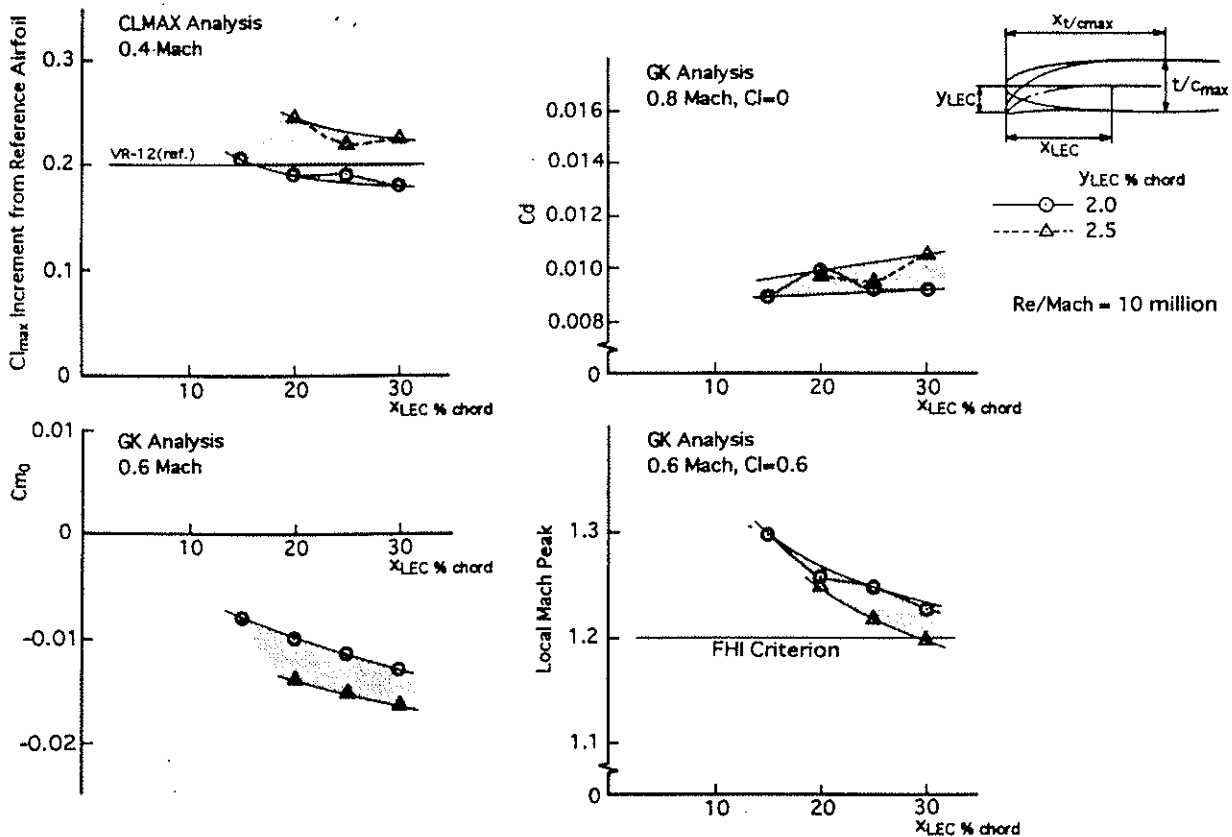 CLMAX Analysis
0.4 Mach
Cl_max Increment from Reference Airfoil
0.3
0.2
0.1
0
VR-12(ref.)
10 20 30
x_LEC % chord
GK Analysis
0.8 Mach, Cl=0
Cd
0.016
0.014
0.012
0.010
0.008
0
10 20 30
x_LEC % chord
x_t/cmax
y_LEC
t/c_max
x_LEC
y_LEC % chord
2.0
2.5
Re/Mach = 10 million
GK Analysis
0.6 Mach
Cm_0
0.01
0
-0.01
-0.02
10 20 30
x_LEC % chord
GK Analysis
0.6 Mach, Cl=0.6
Local Mach Peak
1.3
1.2
1.1
0
FHI Criterion
10 20 30
x_LEC % chord